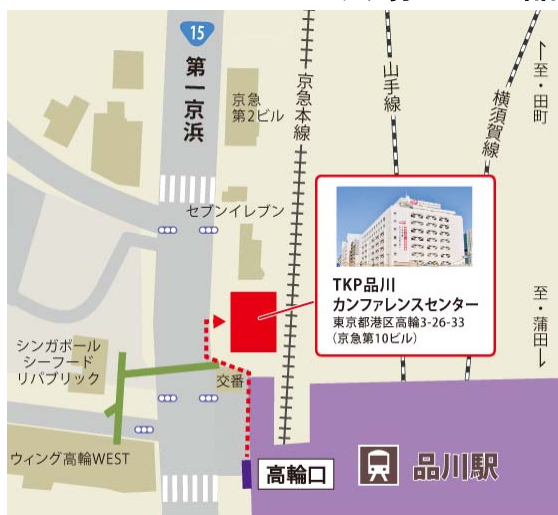 15
第一京浜
京急
第2ビル
京急本線
山手線
横須賀線
至・田町
セブンイレブン
TKP品川
カンファレンスセンター
東京都港区高輪3-26-33
(京急第10ビル)
至・蒲田
シンガポール
シーフード
リパブリック
交番
ウィング高輪WEST
高輪口
品川駅